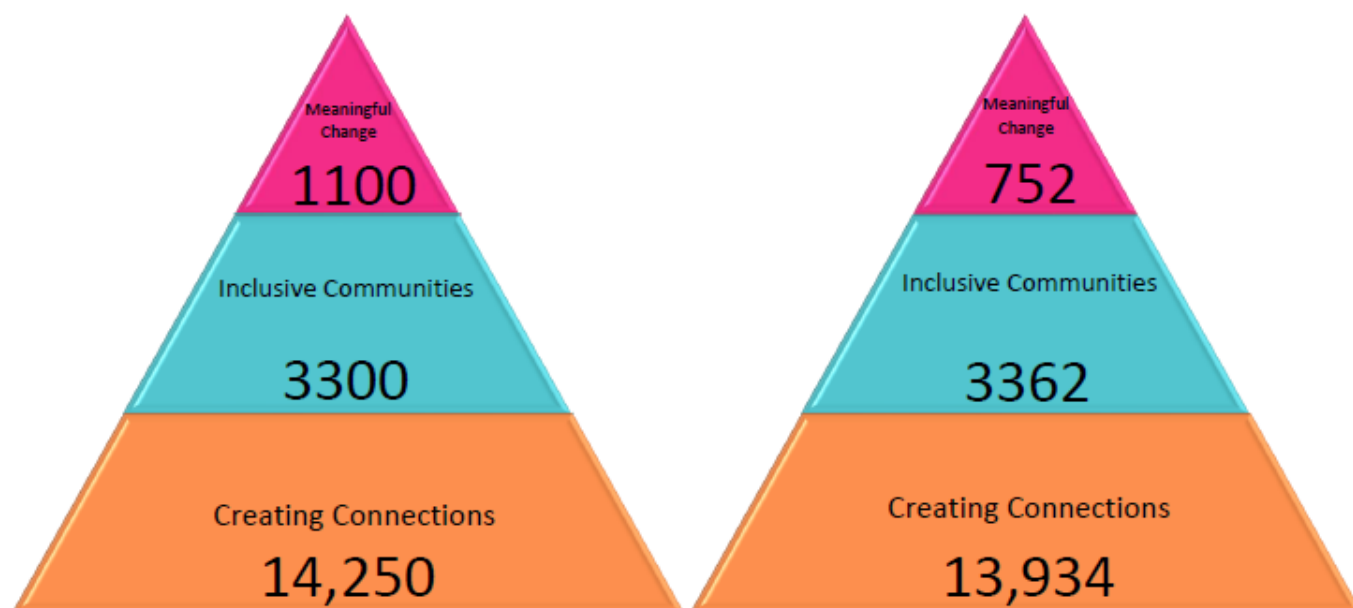 Meaningful
Change
1100
Inclusive Communities
3300
Creating Connections
14,250
Meaningful
Change
752
Inclusive Communities
3362
Creating Connections
13,934